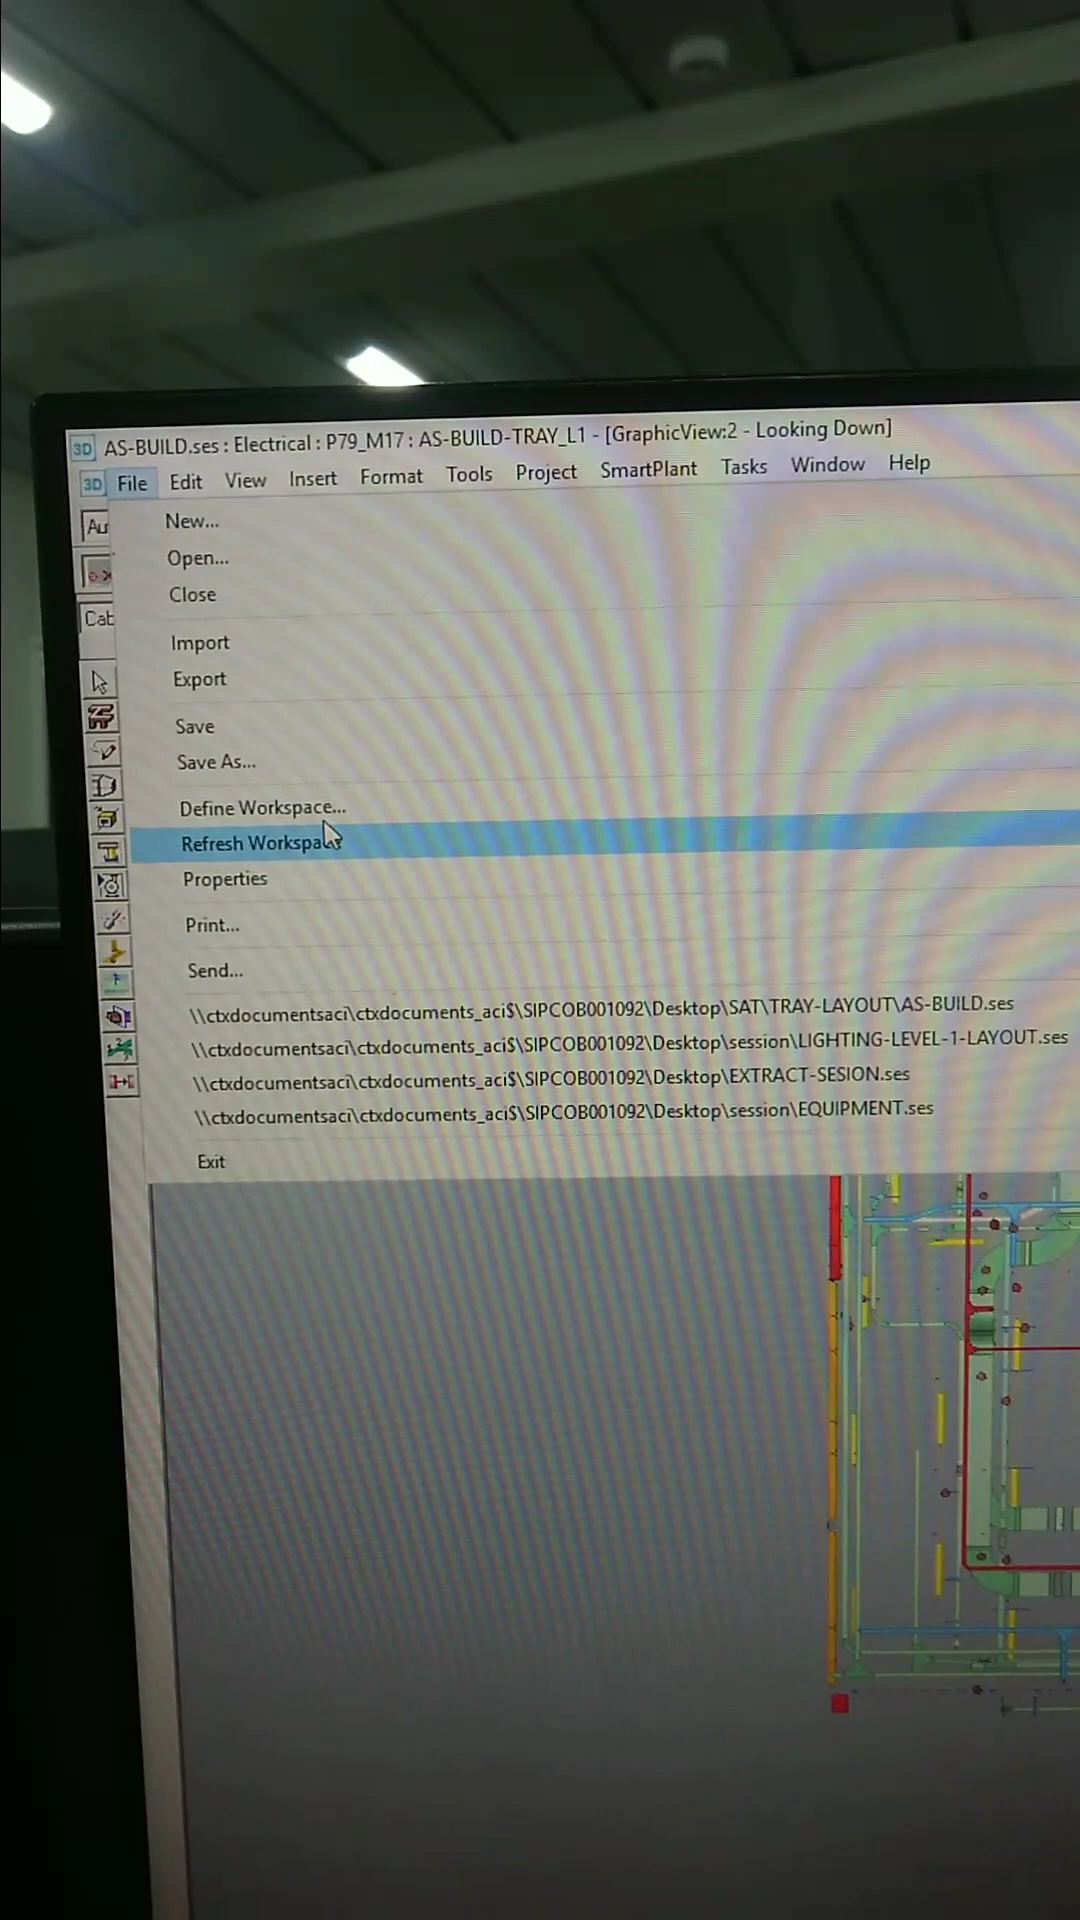 3D AS-BUILD.ses : Electrical : P79_M17 : AS-BUILD-TRAY_L1 - [GraphicView:2 - Looking Down]
3D File Edit View Insert Format Tools Project SmartPlant Tasks Window Help
New...
Open...
Close
Import
Export
Save
Save As...
Define Workspace...
Refresh Workspace
Properties
Print...
Send...
\\ctxdocumentsaci\ctxdocuments_aci$\SIPCOB001092\Desktop\SAT\TRAY-LAYOUT\AS-BUILD.ses
\\ctxdocumentsaci\ctxdocuments_aci$\SIPCOB001092\Desktop\session\LIGHTING-LEVEL-1-LAYOUT.ses
\\ctxdocumentsaci\ctxdocuments_aci$\SIPCOB001092\Desktop\EXTRACT-SESION.ses
\\ctxdocumentsaci\ctxdocuments_aci$\SIPCOB001092\Desktop\session\EQUIPMENT.ses
Exit